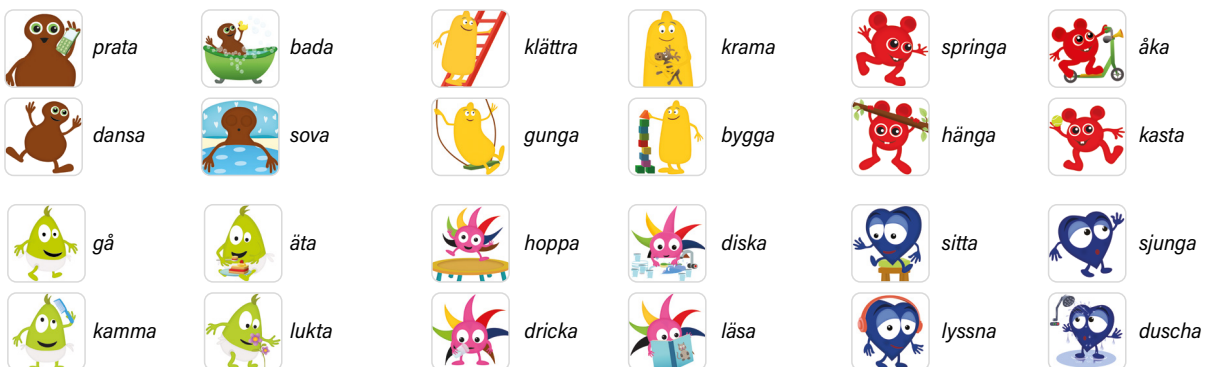 prata bada klättra krama springa åka
dansa sova gunga bygga hänga kasta
gå äta hoppa diska sitta sjunga
kamma lukta dricka läsa lyssna duscha